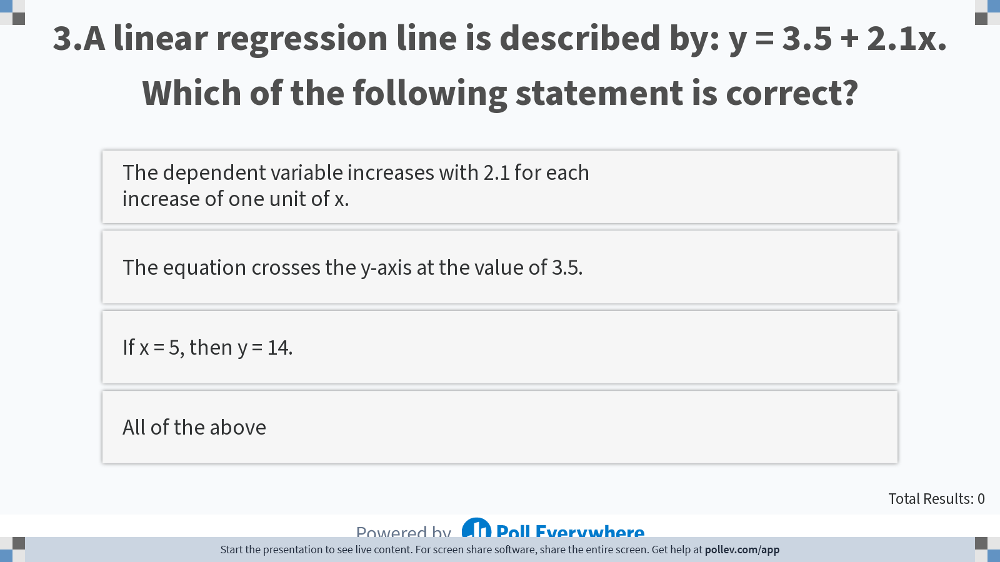 3.A linear regression line is described by: y = 3.5 + 2.1x.
Which of the following statement is correct?
The dependent variable increases with 2.1 for each
increase of one unit of x.
The equation crosses the y-axis at the value of 3.5.
If x = 5, then y = 14.
All of the above
Total Results: 0
Powered by Poll Everywhere
Start the presentation to see live content. For screen share software, share the entire screen. Get help at pollev.com/app